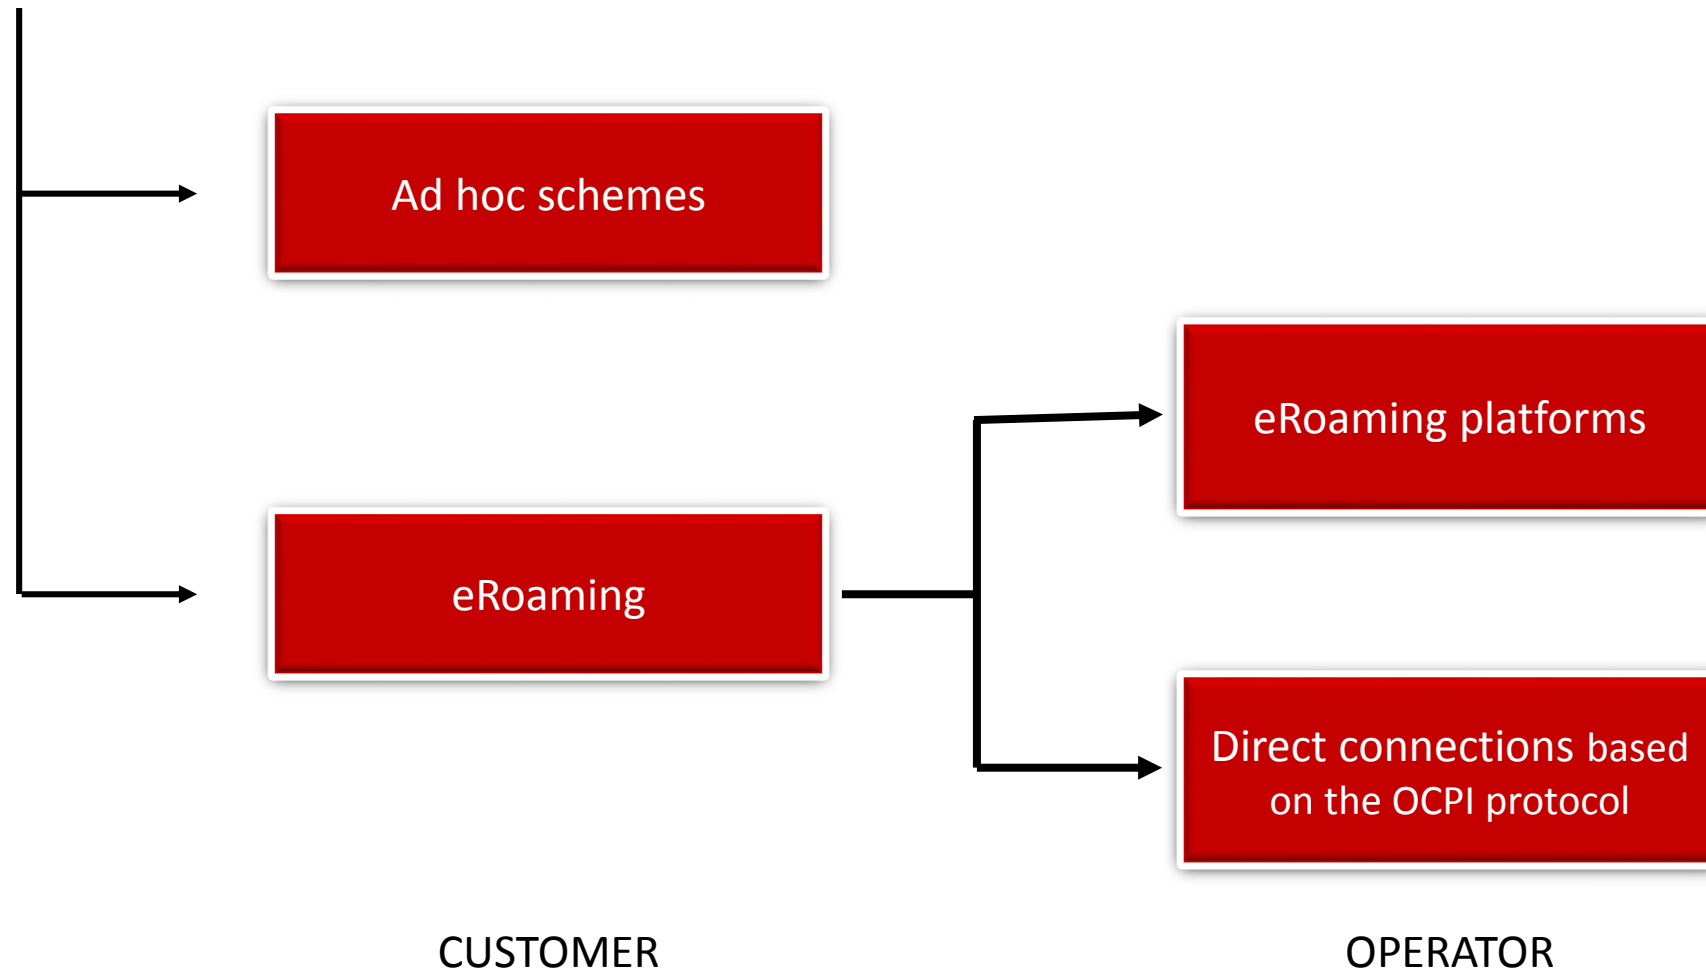 Ad hoc schemes
eRoaming platforms
eRoaming
Direct connections based
on the OCPI protocol
CUSTOMER
OPERATOR